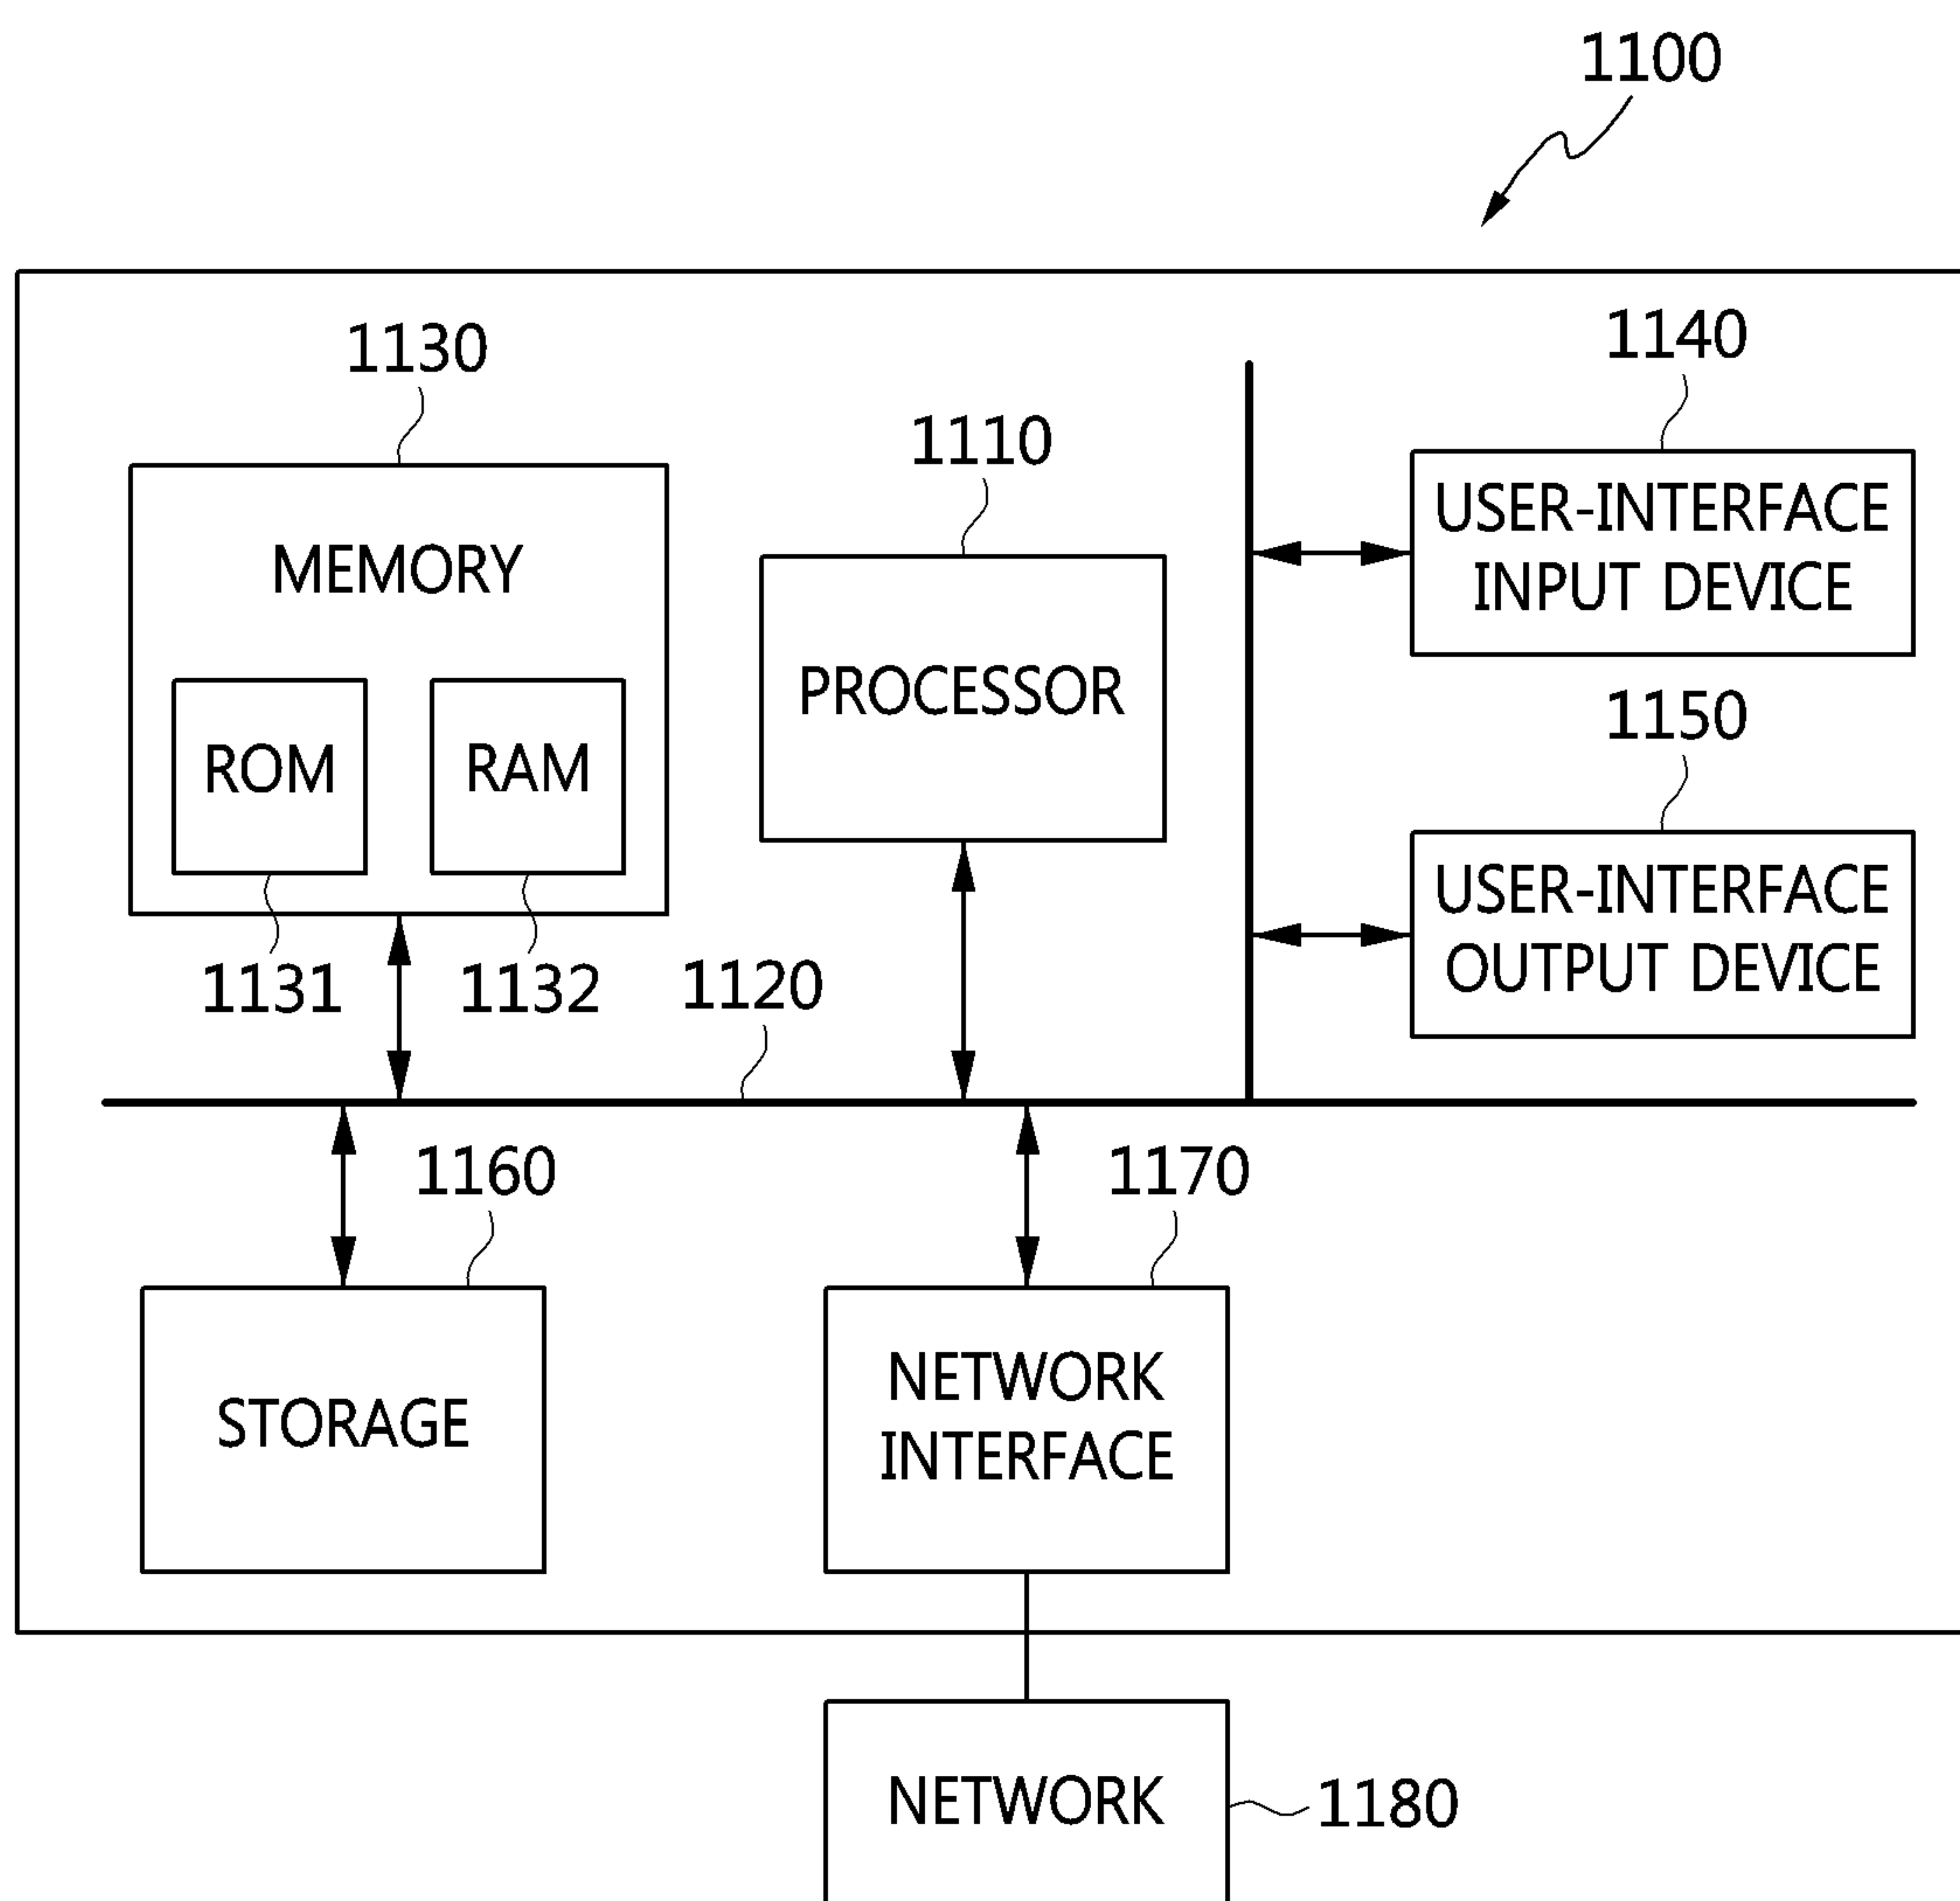 1100
1130
1140
1110
USER-INTERFACE
INPUT DEVICE
MEMORY
PROCESSOR
1150
ROM
RAM
USER-INTERFACE
OUTPUT DEVICE
1131
1132
1120
1160
1170
NETWORK
INTERFACE
STORAGE
NETWORK
1180